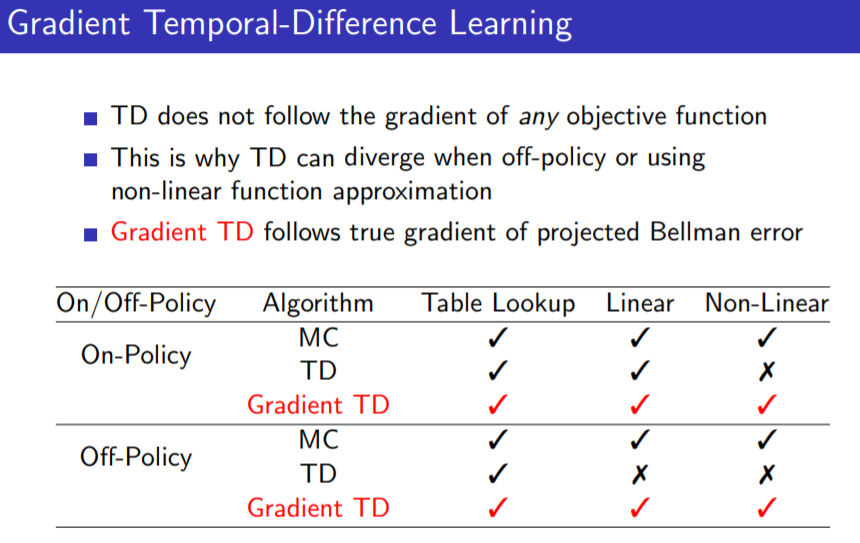 Gradient Temporal-Difference Learning
TD does not follow the gradient of any objective function
This is why TD can diverge when off-policy or using
non-linear function approximation
Gradient TD follows true gradient of projected Bellman error
On/Off-Policy Algorithm Table Lookup Linear Non-Linear
On-Policy
MC ✓ ✓ ✓
TD ✓ ✓ ✗
Gradient TD ✓ ✓ ✓
Off-Policy
MC ✓ ✓ ✓
TD ✓ ✗ ✗
Gradient TD ✓ ✓ ✓